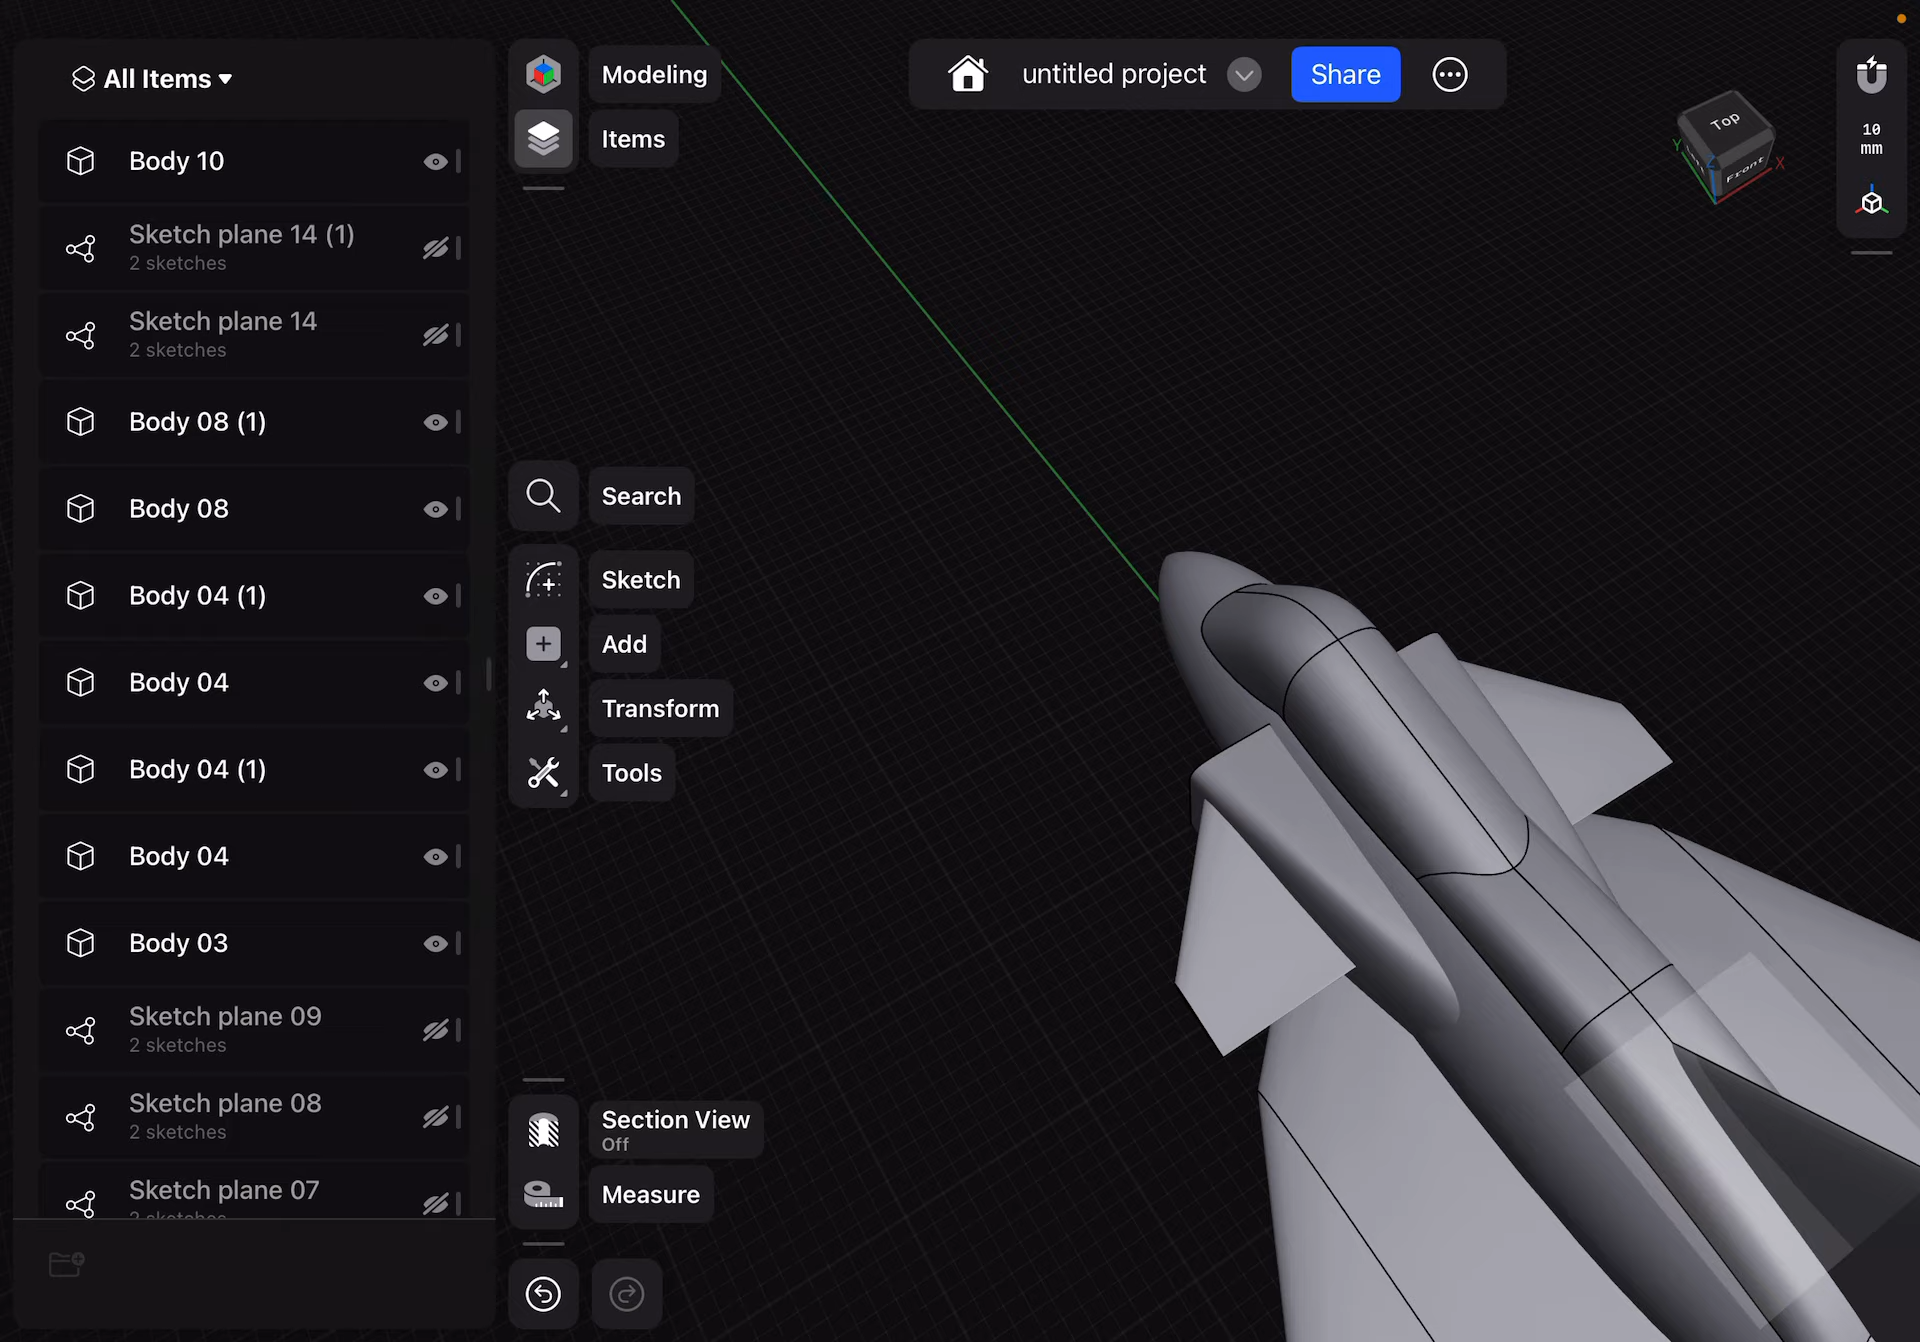 All Items
Body 10
Sketch plane 14 (1)
2 sketches
Sketch plane 14
2 sketches
Body 08 (1)
Body 08
Body 04 (1)
Body 04
Body 04 (1)
Body 04
Body 03
Sketch plane 09
2 sketches
Sketch plane 08
2 sketches
Sketch plane 07
2 sketches
Modeling
Items
Search
Sketch
Add
Transform
Tools
Section View
Off
Measure
untitled project
Share
Top
Front
Y
X
10
mm